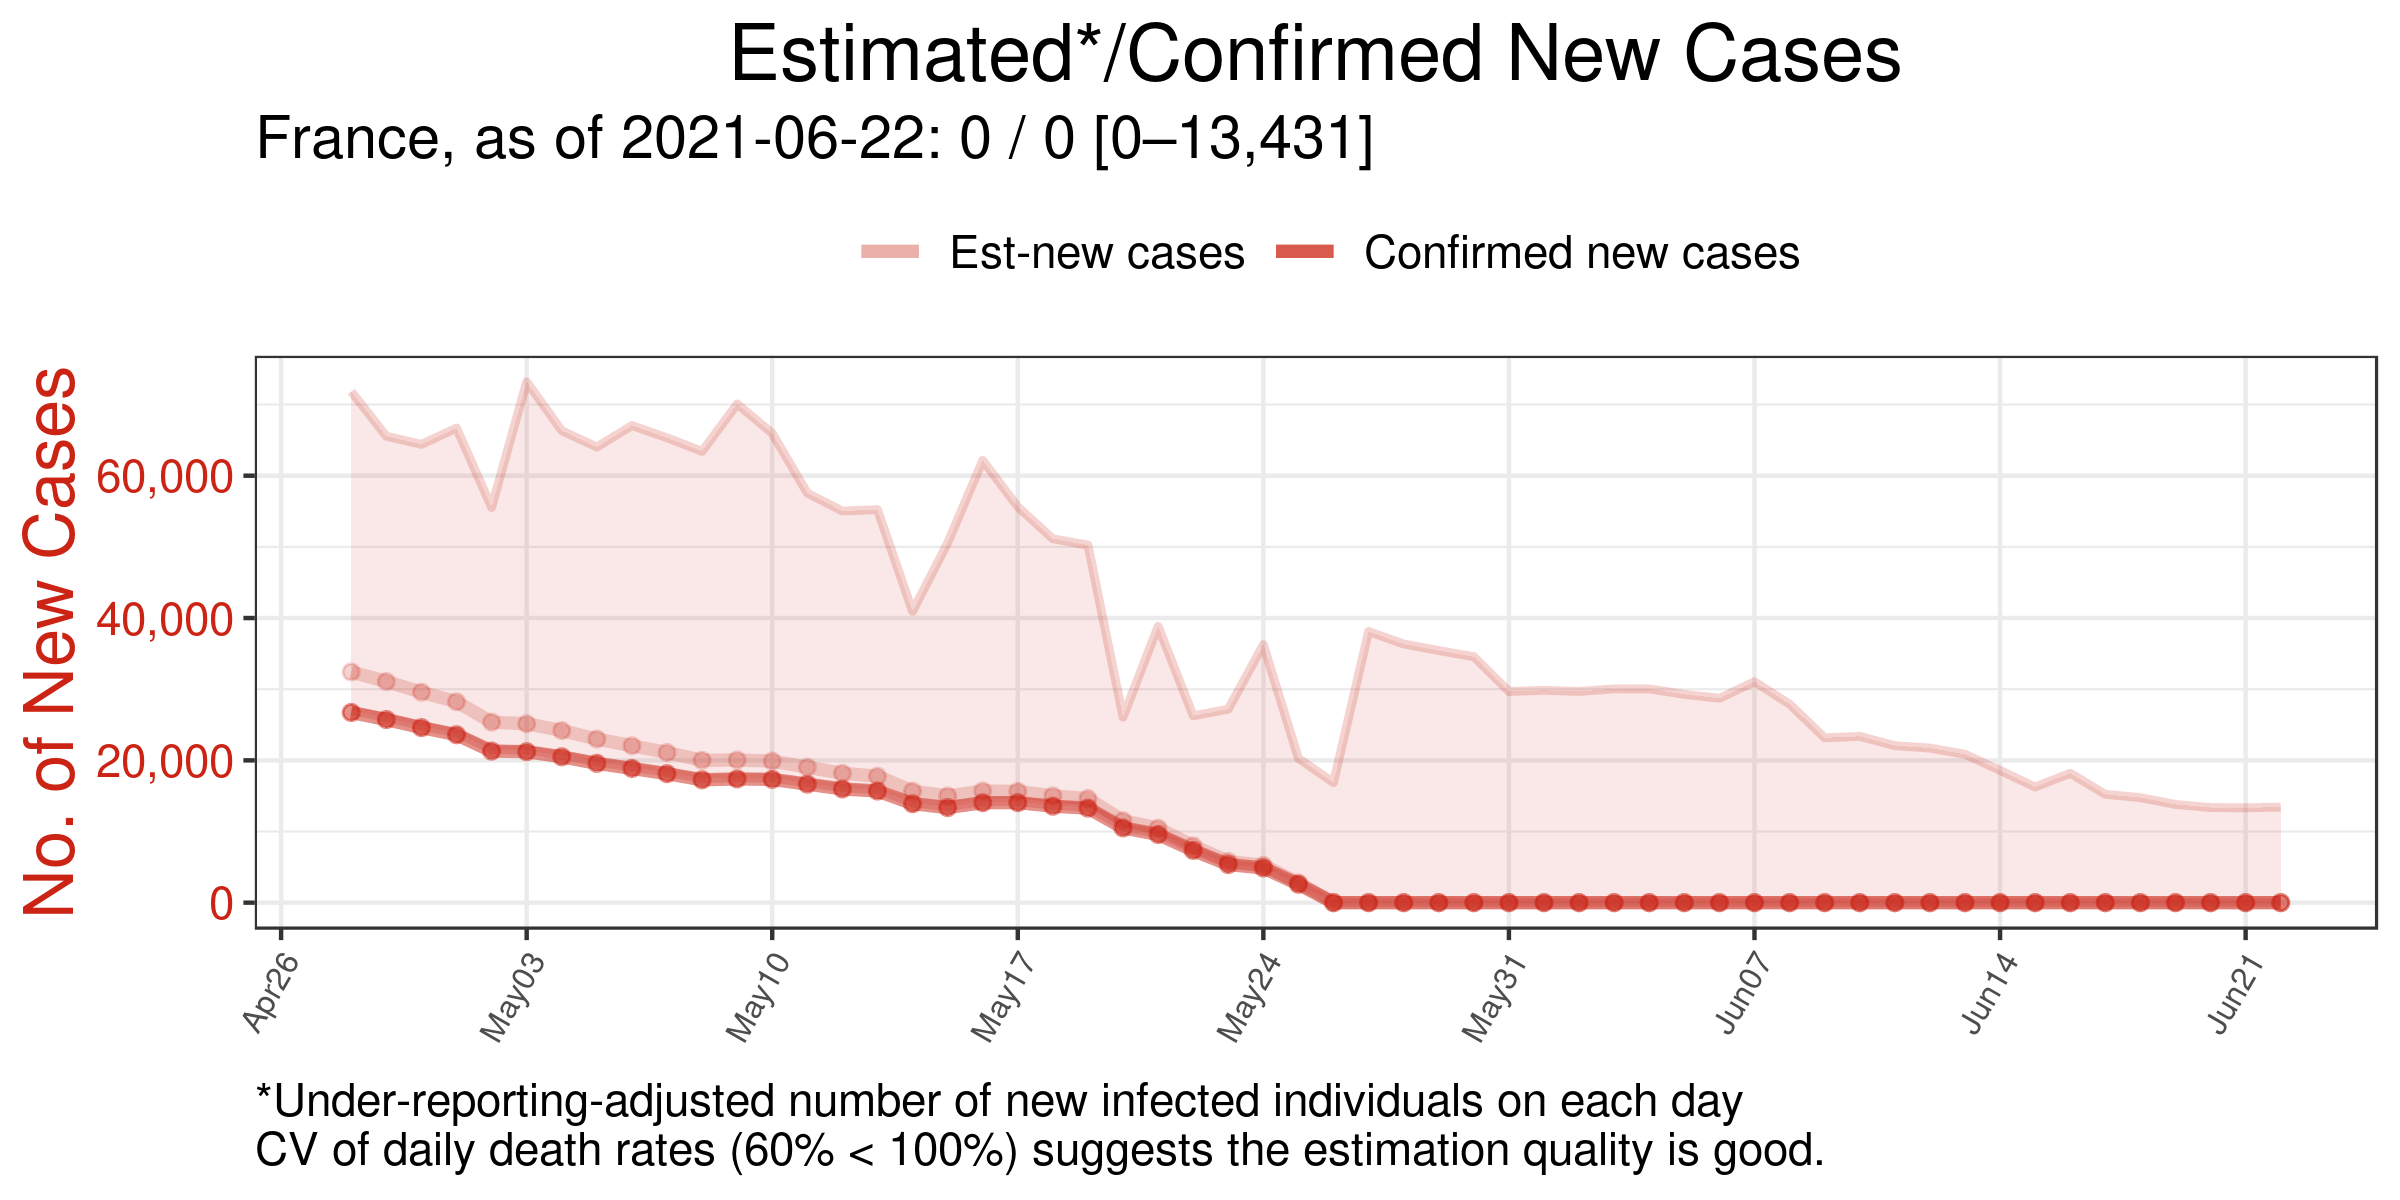 Estimated*/Confirmed New Cases
France, as of 2021-06-22: 0 / 0 [0–13,431]
Est-new cases
Confirmed new cases
No. of New Cases
60,000
40,000
20,000
0
Apr26
May03
May10
May17
May24
May31
Jun07
Jun14
Jun21
*Under-reporting-adjusted number of new infected individuals on each day
CV of daily death rates (60% < 100%) suggests the estimation quality is good.